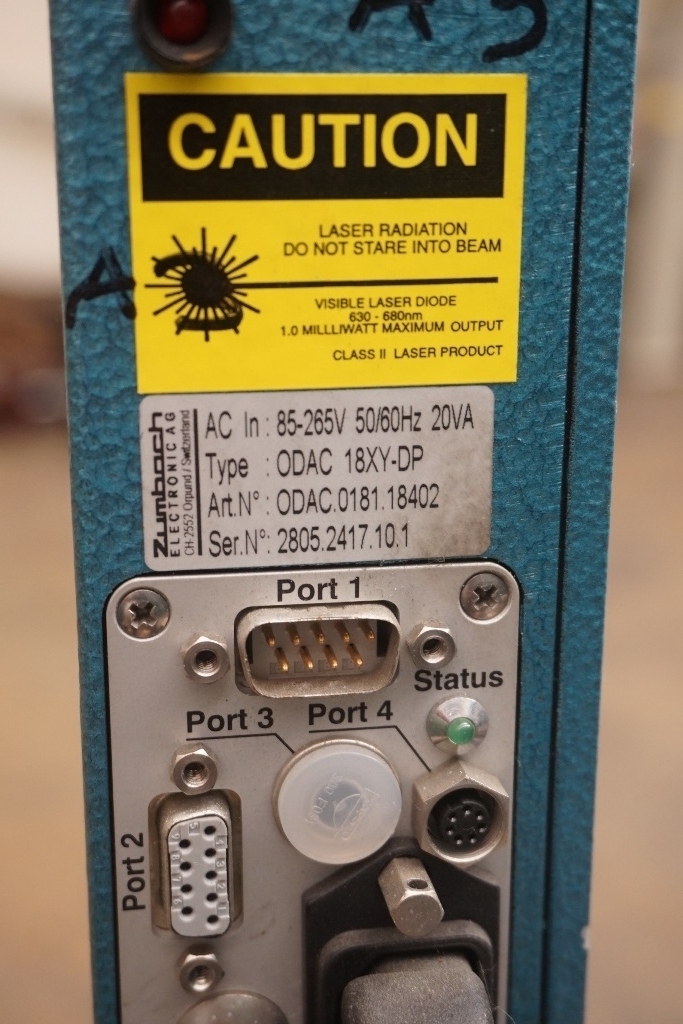 A 5
CAUTION
LASER RADIATION
DO NOT STARE INTO BEAM
VISIBLE LASER DIODE
630 - 680nm
1.0 MILLLIWATT MAXIMUM OUTPUT
CLASS II LASER PRODUCT
Zumbach
ELECTRONIC AG
CH-2552 Orpund / Switzerland
AC In : 85-265V 50/60Hz 20VA
Type : ODAC 18XY-DP
Art.N° : ODAC.0181.18402
Ser.N°: 2805.2417.10.1
Port 1
Status
Port 3
Port 4
Port 2